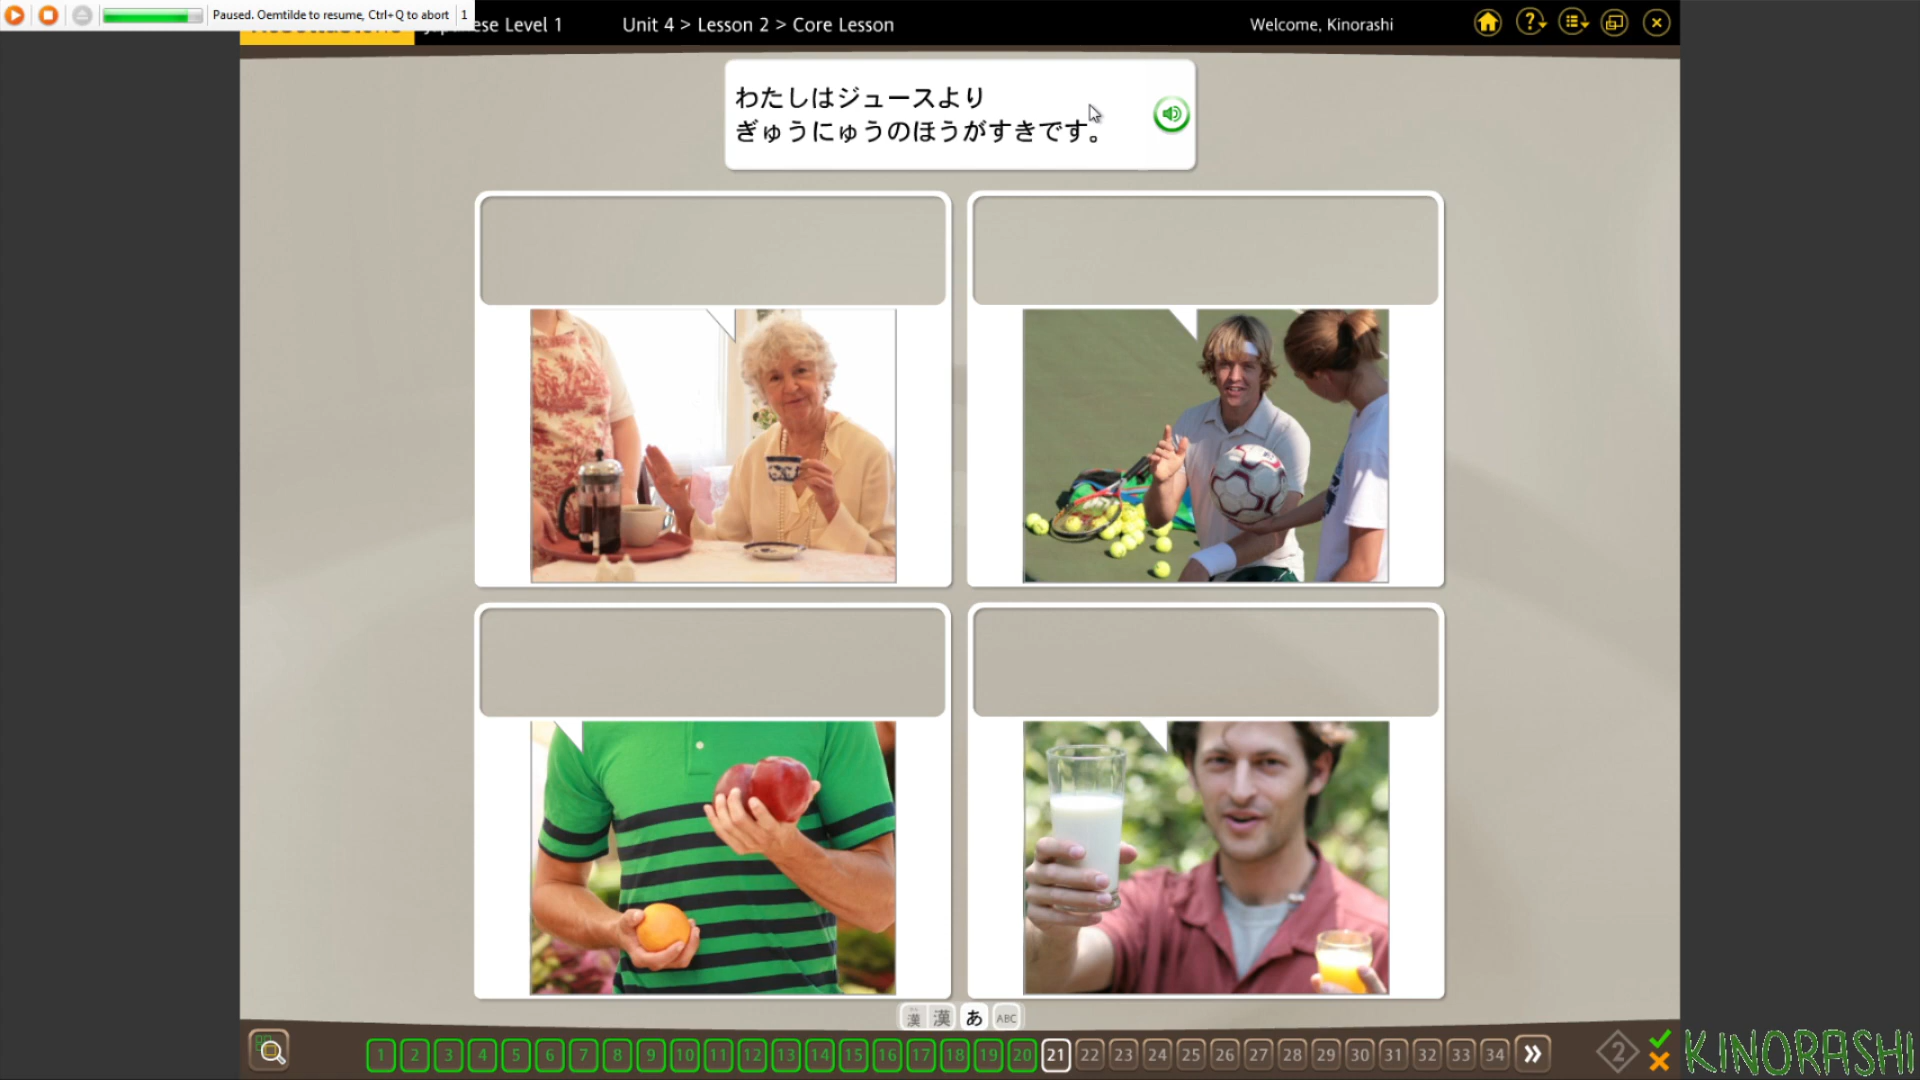 Paused. Oemtilde to resume, Ctrl+Q to abort 1
ese Level 1
Unit 4 > Lesson 2 > Core Lesson
Welcome, Kinorashi
わたしはジュースより
ぎゅうにゅうのほうがすきです。
漢 漢 あ ABC
1 2 3 4 5 6 7 8 9 10 11 12 13 14 15 16 17 18 19 20 21 22 23 24 25 26 27 28 29 30 31 32 33 34 »
2
KINORASHI